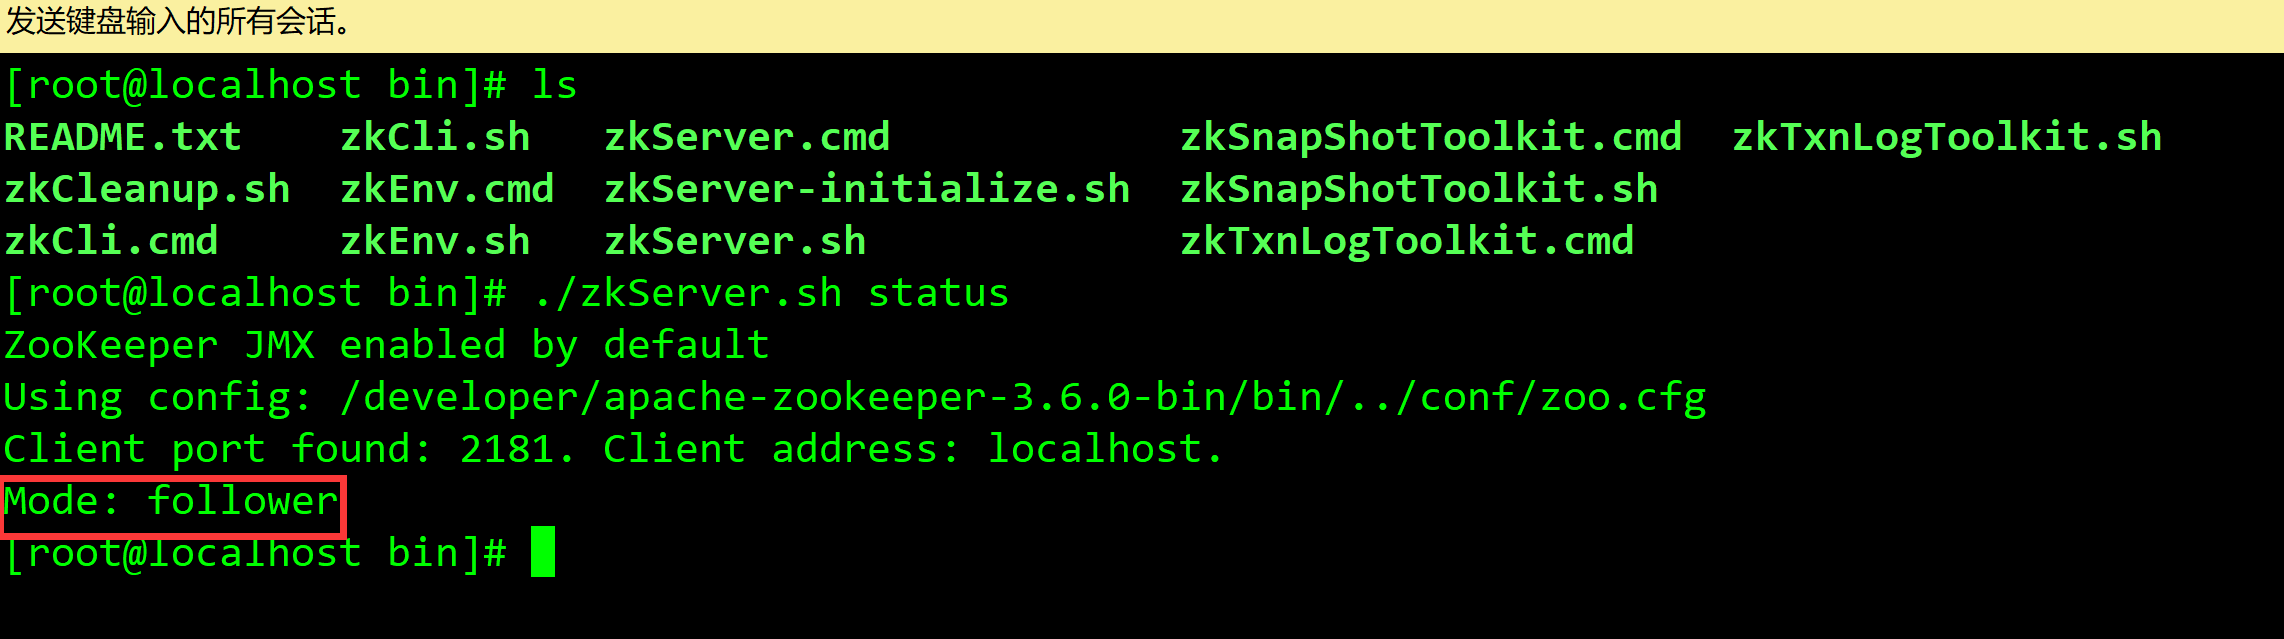 发送键盘输入的所有会话。
[root@localhost bin]# ls
README.txt    zkCli.sh   zkServer.cmd            zkSnapShotToolkit.cmd  zkTxnLogToolkit.sh
zkCleanup.sh  zkEnv.cmd  zkServer-initialize.sh  zkSnapShotToolkit.sh
zkCli.cmd     zkEnv.sh   zkServer.sh             zkTxnLogToolkit.cmd
[root@localhost bin]# ./zkServer.sh status
ZooKeeper JMX enabled by default
Using config: /developer/apache-zookeeper-3.6.0-bin/bin/../conf/zoo.cfg
Client port found: 2181. Client address: localhost.
Mode: follower
[root@localhost bin]#